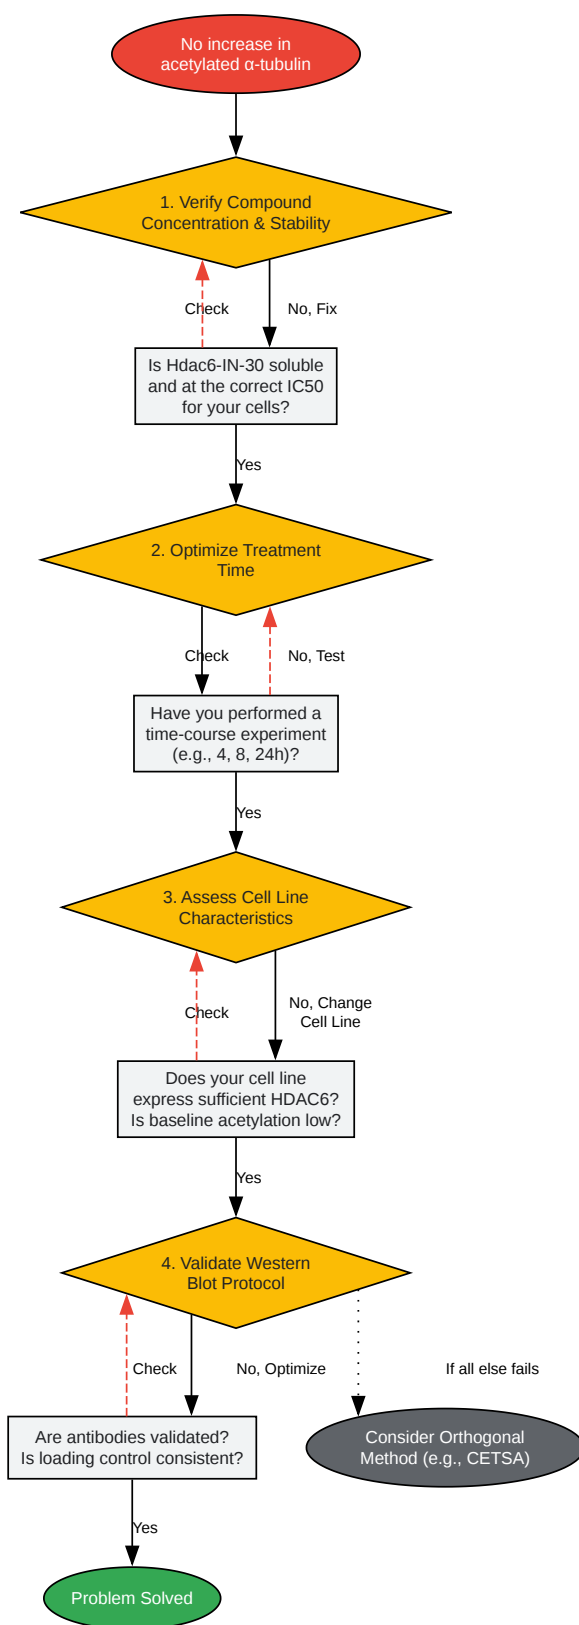 No increase in
acetylated α-tubulin
1. Verify Compound
Concentration & Stability
Check
No, Fix
Is Hdac6-IN-30 soluble
and at the correct IC50
for your cells?
Yes
2. Optimize Treatment
Time
Check
No, Test
Have you performed a
time-course experiment
(e.g., 4, 8, 24h)?
Yes
3. Assess Cell Line
Characteristics
Check
No, Change
Cell Line
Does your cell line
express sufficient HDAC6?
Is baseline acetylation low?
Yes
4. Validate Western
Blot Protocol
Check
No, Optimize
If all else fails
Are antibodies validated?
Is loading control consistent?
Consider Orthogonal
Method (e.g., CETSA)
Yes
Problem Solved